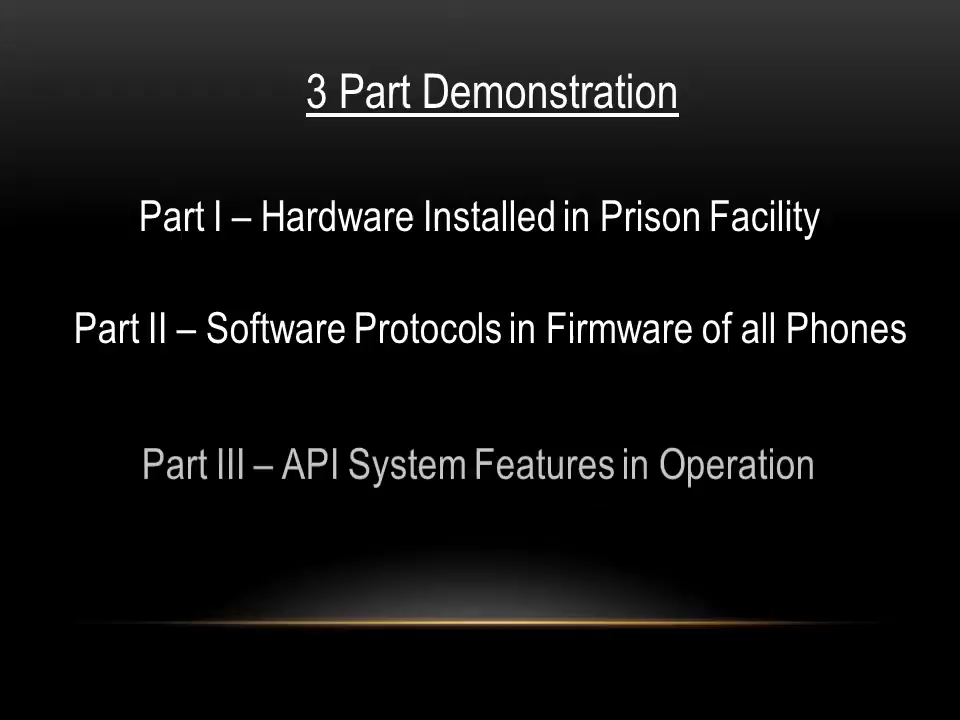 3 Part Demonstration
Part I – Hardware Installed in Prison Facility
Part II – Software Protocols in Firmware of all Phones
Part III – API System Features in Operation